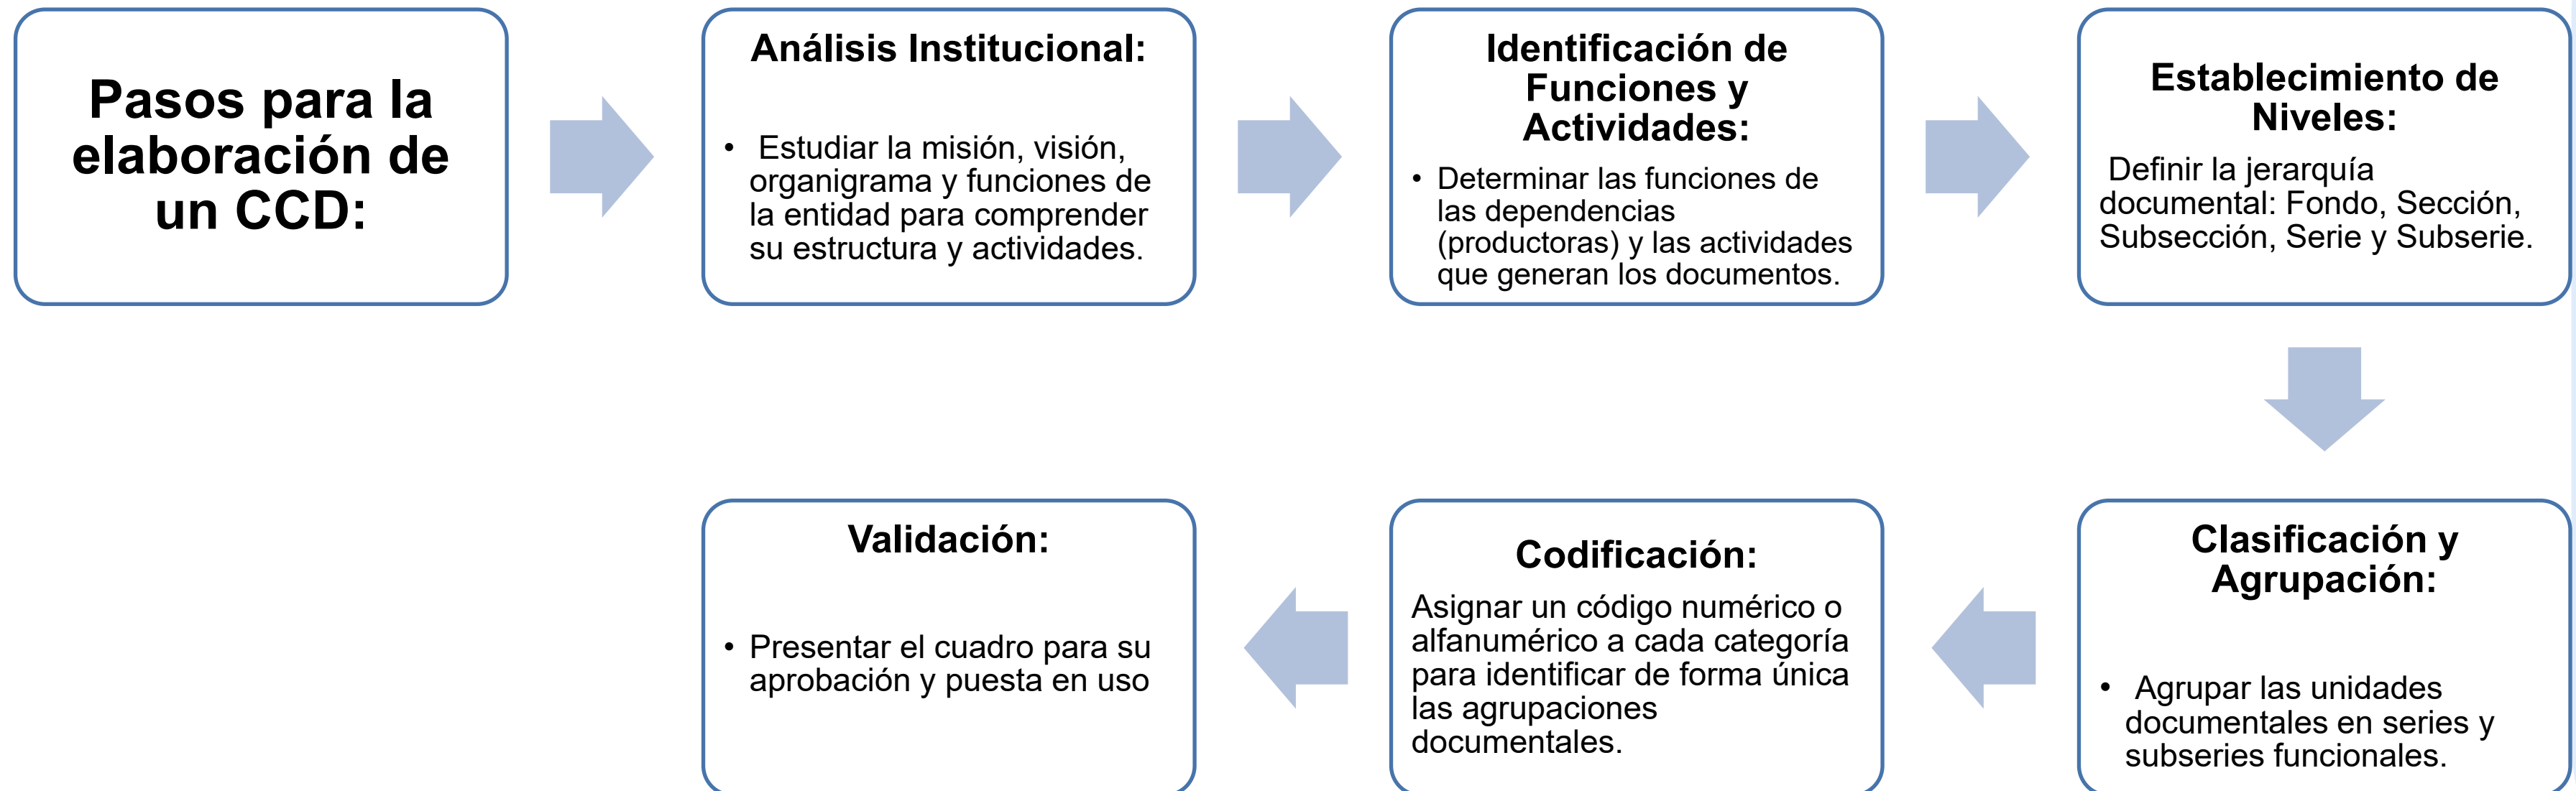 Pasos para la
elaboración de
un CCD:
Análisis Institucional:
• Estudiar la misión, visión,
organigrama y funciones de
la entidad para comprender
su estructura y actividades.
Identificación de
Funciones y
Actividades:
• Determinar las funciones de
las dependencias
(productoras) y las actividades
que generan los documentos.
Establecimiento de
Niveles:
Definir la jerarquía
documental: Fondo, Sección,
Subsección, Serie y Subserie.
Clasificación y
Agrupación:
• Agrupar las unidades
documentales en series y
subseries funcionales.
Codificación:
Asignar un código numérico o
alfanumérico a cada categoría
para identificar de forma única
las agrupaciones
documentales.
Validación:
• Presentar el cuadro para su
aprobación y puesta en uso